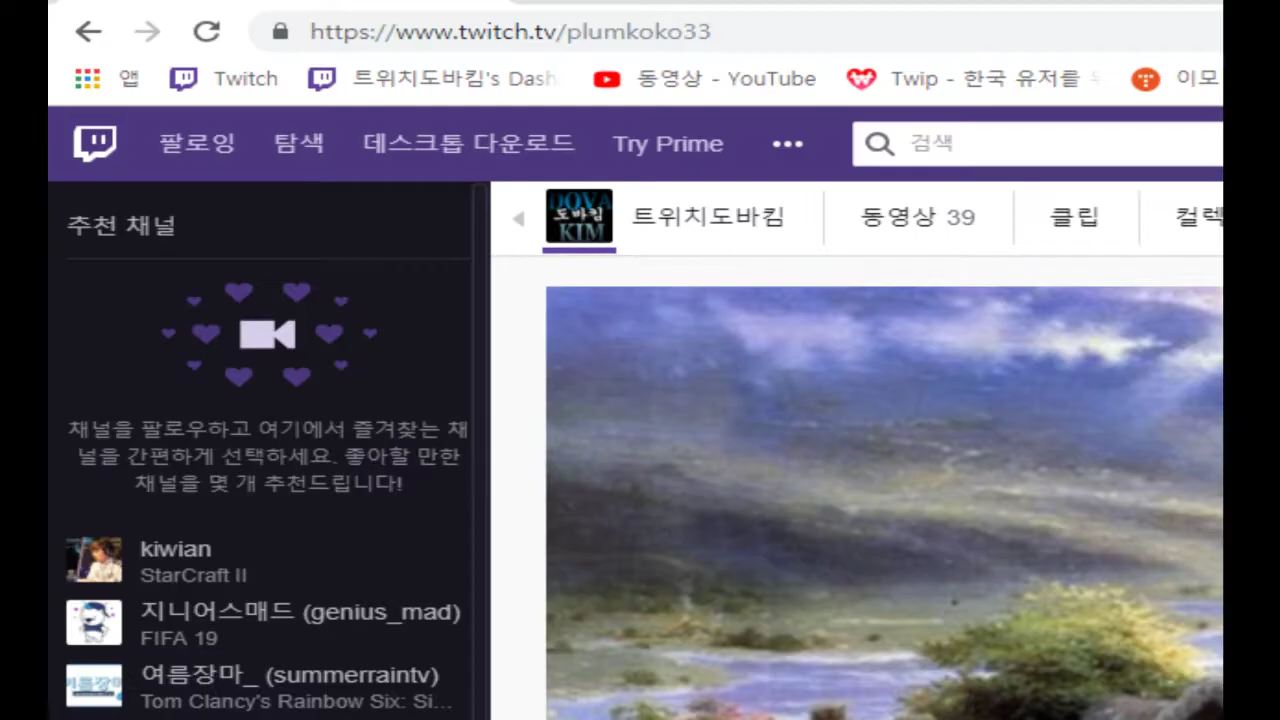 https://www.twitch.tv/plumkoko33
앱 Twitch 트위치도바킴's Dash 동영상 - YouTube Twip - 한국 유저를 이모
팔로잉 탐색 데스크톱 다운로드 Try Prime ••• 검색
추천 채널
DOVA
도바킴
KIM
트위치도바킴 동영상 39 클립 컬렉
채널을 팔로우하고 여기에서 즐겨찾는 채
널을 간편하게 선택하세요. 좋아할 만한
채널을 몇 개 추천드립니다!
kiwian
StarCraft II
지니어스매드 (genius_mad)
FIFA 19
여름장마_ (summerraintv)
Tom Clancy's Rainbow Six: Si...